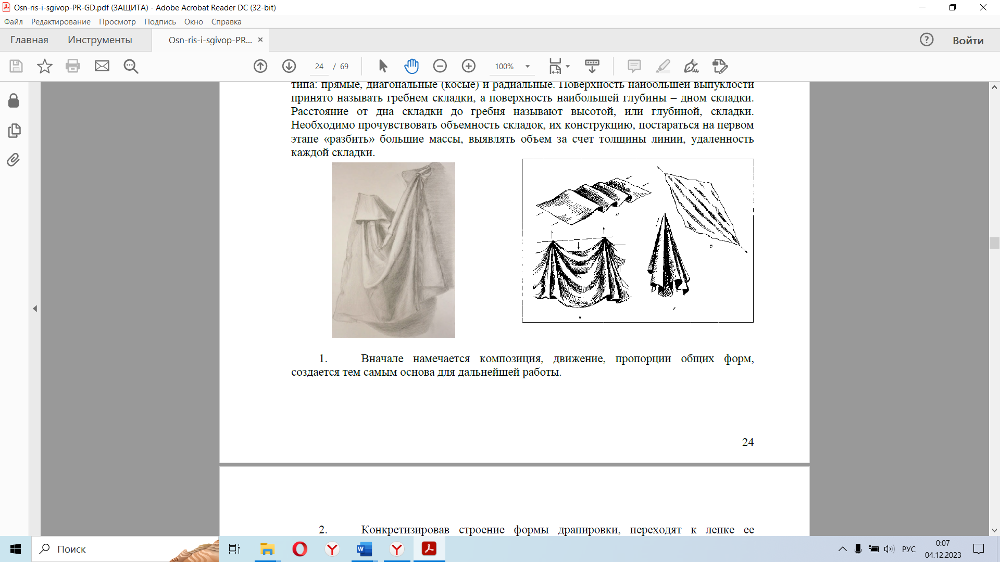 Osn-ris-i-sgivop-PR-GD.pdf (ЗАЩИТА) - Adobe Acrobat Reader DC (32-bit)
Файл Редактирование Просмотр Подпись Окно Справка
Главная Инструменты Osn-ris-i-sgivop-PR... × Войти
24 / 69 100%
типа: прямые, диагональные (косые) и радиальные. Поверхность наибольшей выпуклости
принято называть гребнем складки, а поверхность наибольшей глубины – дном складки.
Расстояние от дна складки до гребня называют высотой, или глубиной, складки.
Необходимо прочувствовать объемность складок, их конструкцию, постараться на первом
этапе «разбить» большие массы, выявлять объем за счет толщины линии, удаленность
каждой складки.
1. Вначале намечается композиция, движение, пропорции общих форм,
создается тем самым основа для дальнейшей работы.
24
2. Конкретизировав строение формы драпировки, переходят к лепке ее
Поиск
РУС
0:07
04.12.2023